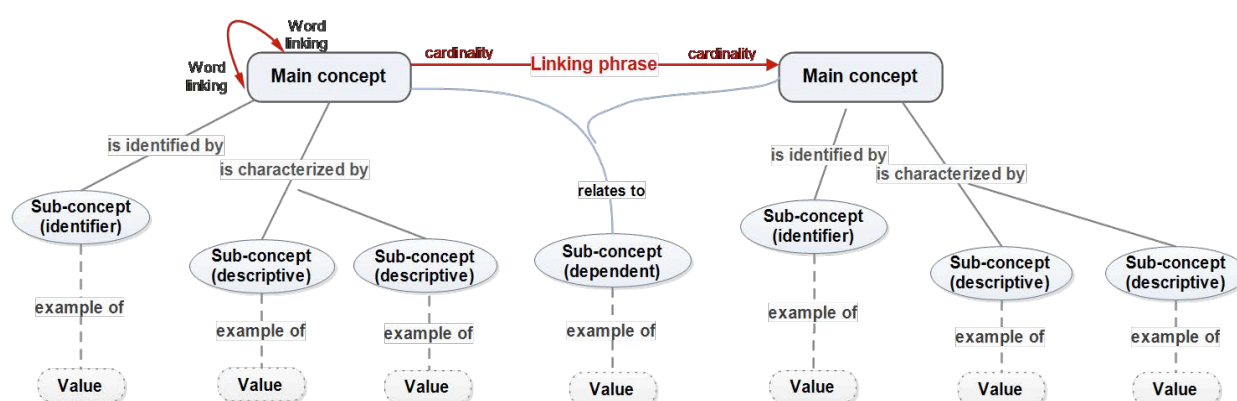 Word
linking
Word
linking
Main concept
cardinality
Linking phrase
cardinality
Main concept
is identified by
is characterized by
relates to
is identified by
is characterized by
Sub-concept
(identifier)
Sub-concept
(descriptive)
Sub-concept
(descriptive)
Sub-concept
(dependent)
Sub-concept
(identifier)
Sub-concept
(descriptive)
Sub-concept
(descriptive)
example of
example of
example of
example of
example of
example of
example of
Value
Value
Value
Value
Value
Value
Value